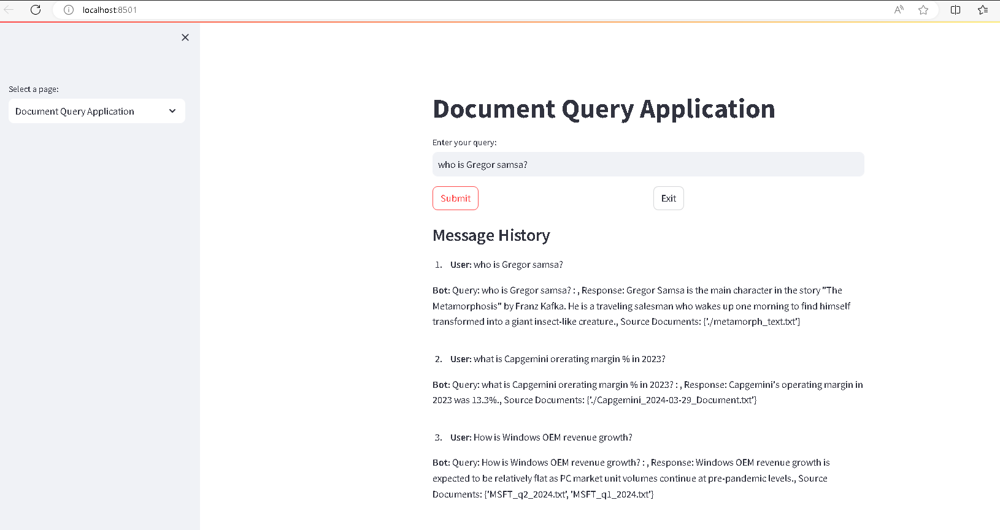 localhost:8501
Select a page:
Document Query Application
Document Query Application
Enter your query:
who is Gregor samsa?
Submit
Exit
Message History
1. User: who is Gregor samsa?
Bot: Query: who is Gregor samsa? : , Response: Gregor Samsa is the main character in the story "The
Metamorphosis" by Franz Kafka. He is a traveling salesman who wakes up one morning to find himself
transformed into a giant insect-like creature., Source Documents: {'./metamorph_text.txt'}
2. User: what is Capgemini orerating margin % in 2023?
Bot: Query: what is Capgemini orerating margin % in 2023? : , Response: Capgemini's operating margin in
2023 was 13.3%., Source Documents: {'./Capgemini_2024-03-29_Document.txt'}
3. User: How is Windows OEM revenue growth?
Bot: Query: How is Windows OEM revenue growth? : , Response: Windows OEM revenue growth is
expected to be relatively flat as PC market unit volumes continue at pre-pandemic levels., Source
Documents: {'MSFT_q2_2024.txt', 'MSFT_q1_2024.txt'}